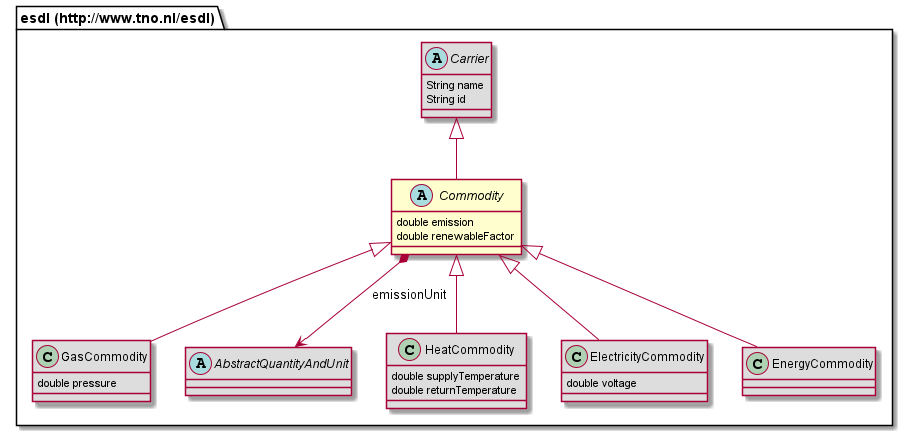 esdl (http://www.tno.nl/esdl)
A Carrier
String name
String id
A Commodity
double emission
double renewableFactor
emissionUnit
C GasCommodity
double pressure
A AbstractQuantityAndUnit
C HeatCommodity
double supplyTemperature
double returnTemperature
C ElectricityCommodity
double voltage
C EnergyCommodity